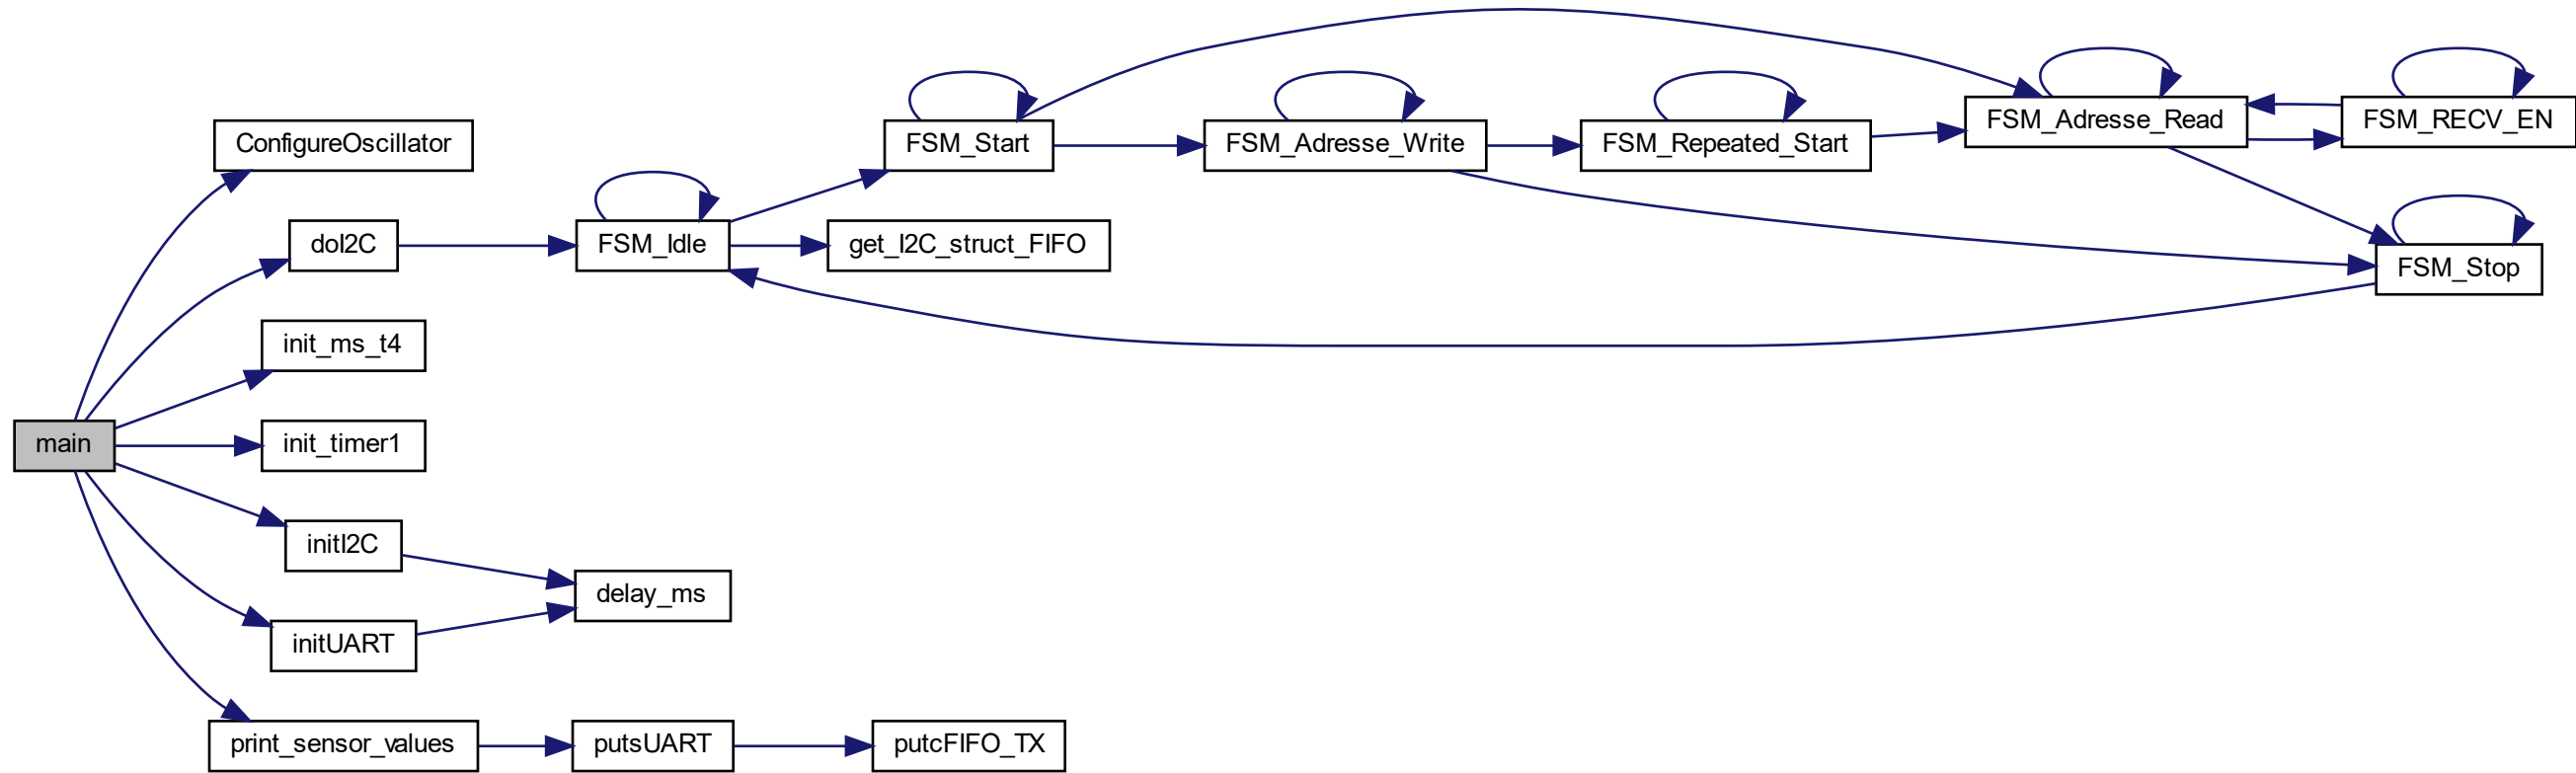 main
ConfigureOscillator
doI2C
init_ms_t4
init_timer1
initI2C
initUART
print_sensor_values
FSM_Idle
delay_ms
putsUART
FSM_Start
get_I2C_struct_FIFO
putcFIFO_TX
FSM_Adresse_Write
FSM_Repeated_Start
FSM_Adresse_Read
FSM_RECV_EN
FSM_Stop